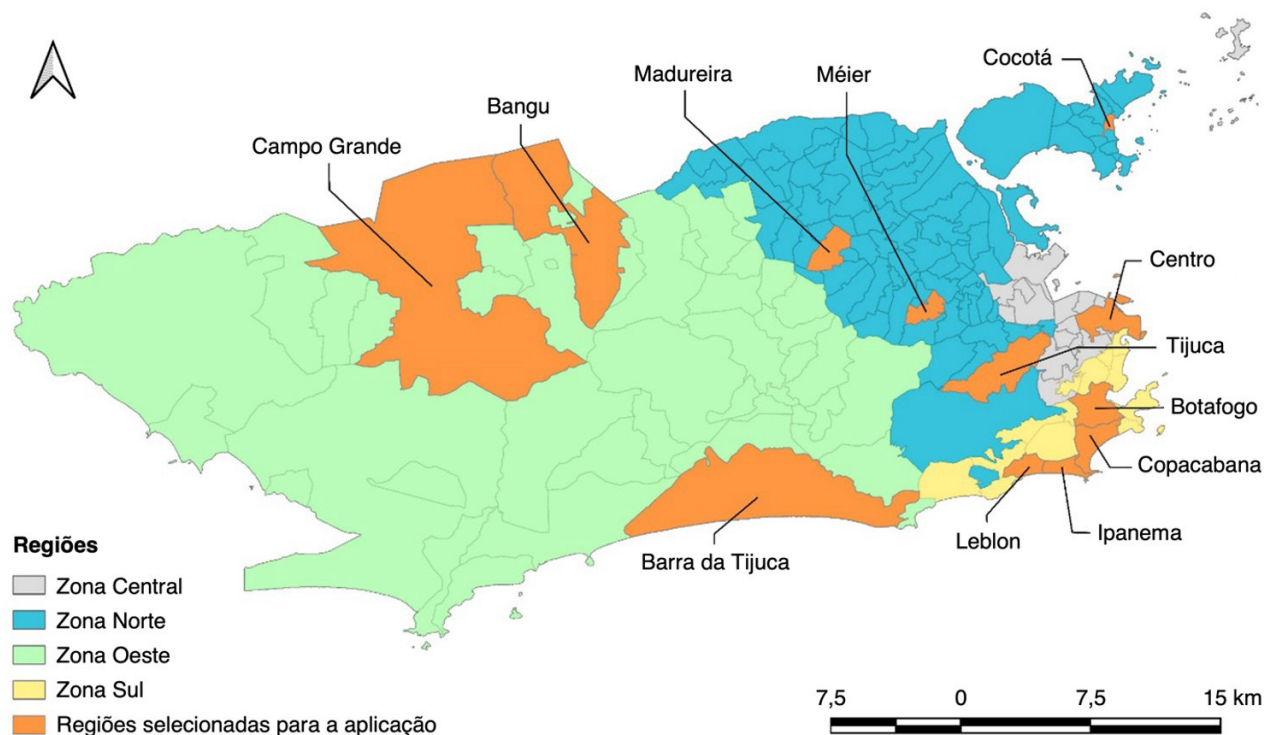 Cocotá
Madureira
Méier
Bangu
Campo Grande
Centro
Tijuca
Botafogo
Copacabana
Ipanema
Leblon
Barra da Tijuca
Regiões
Zona Central
Zona Norte
Zona Oeste
Zona Sul
Regiões selecionadas para a aplicação
7,5 0 7,5 15 km